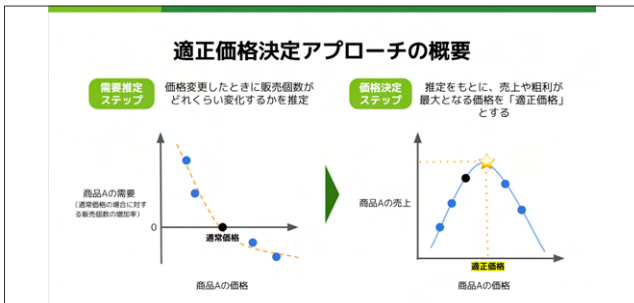 適正価格決定アプローチの概要
需要推定
ステップ
価格変更したときに販売個数が
どれくらい変化するかを推定
価格決定
ステップ
推定をもとに、売上や粗利が
最大となる価格を「適正価格」
とする
商品Aの需要
(通常価格の場合に対す
る販売個数の増加率)
0
通常価格
商品Aの価格
商品Aの売上
適正価格
商品Aの価格